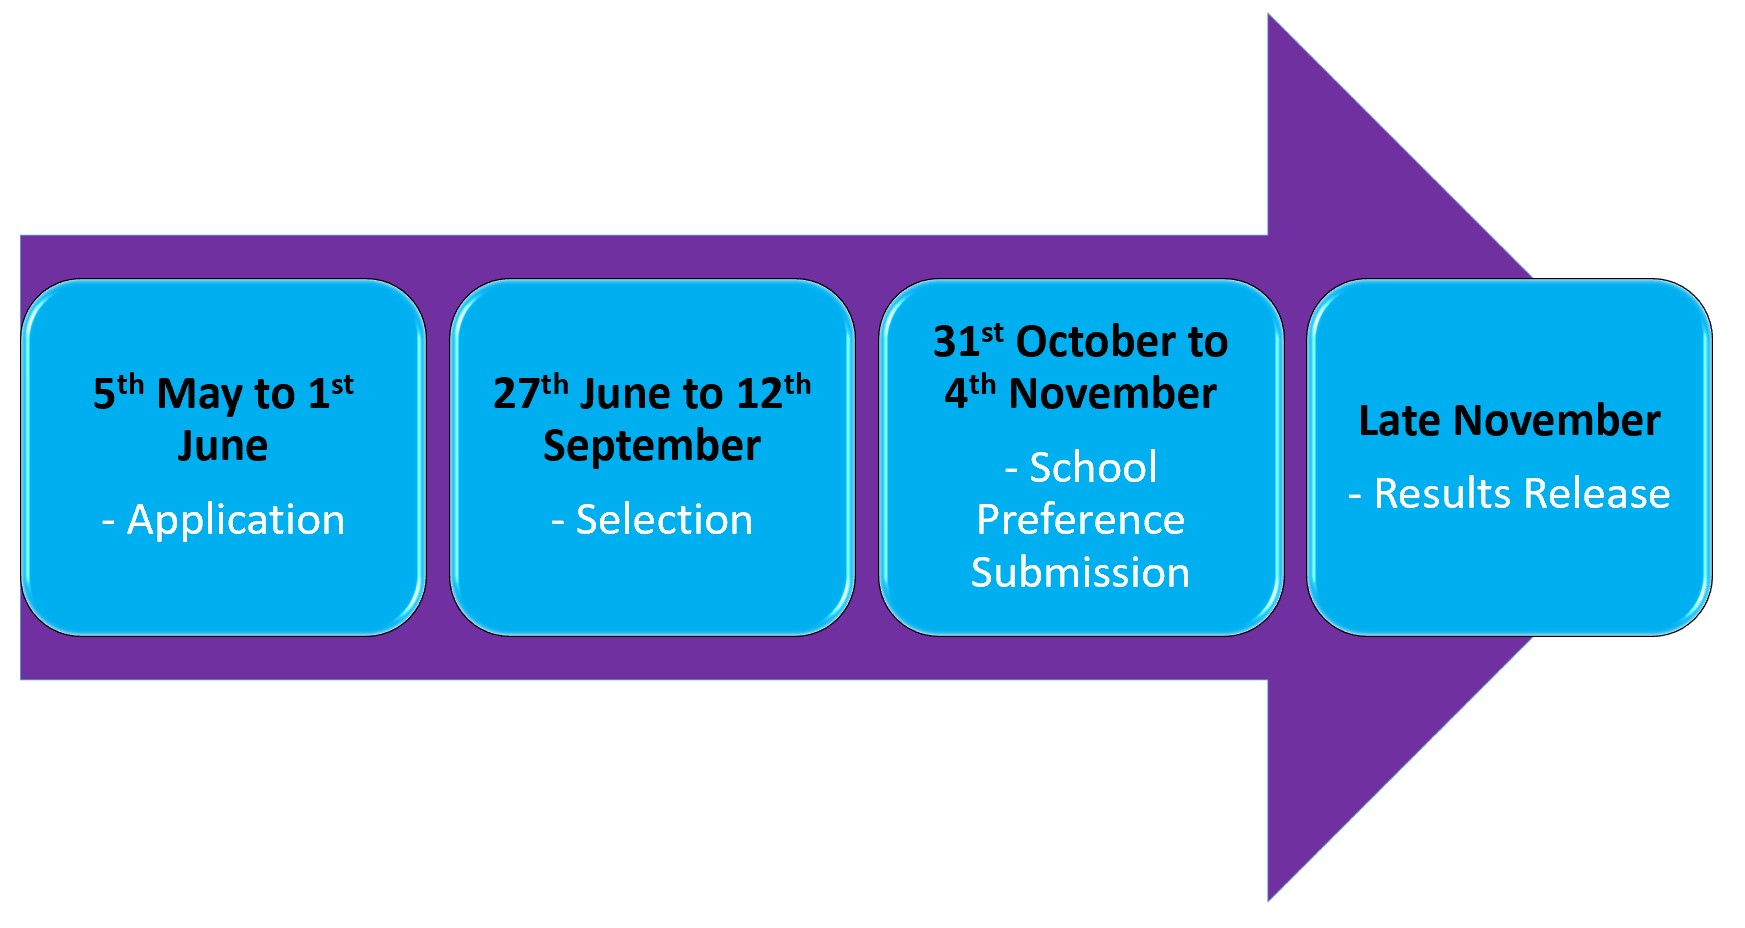 5th May to 1st
June
- Application
27th June to 12th
September
- Selection
31st October to
4th November
- School
Preference
Submission
Late November
- Results Release